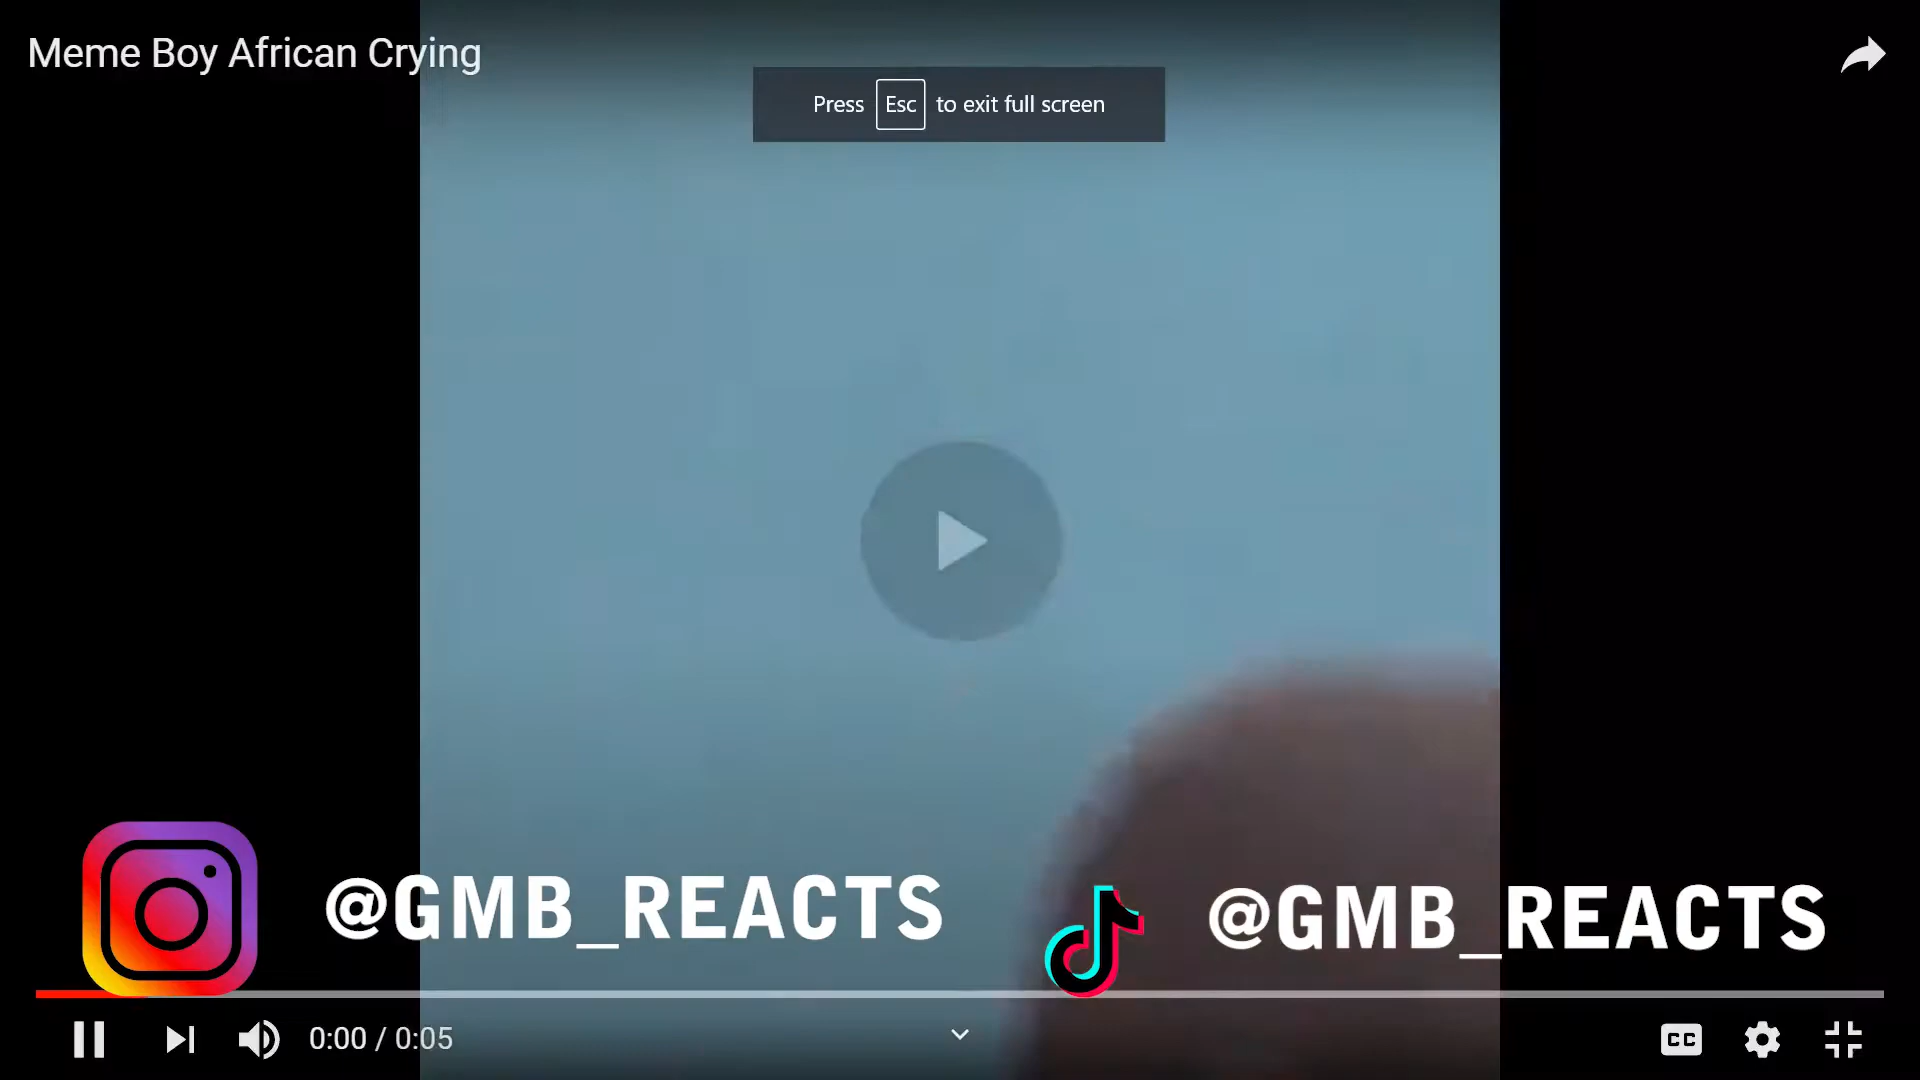 Meme Boy African Crying
Press Esc to exit full screen
@GMB_REACTS
@GMB_REACTS
0:00 / 0:05
CC